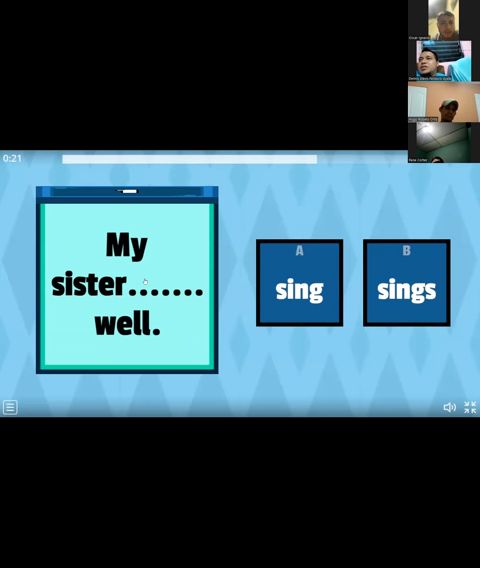 0:21
My
sister.......
well.
A
sing
B
sings